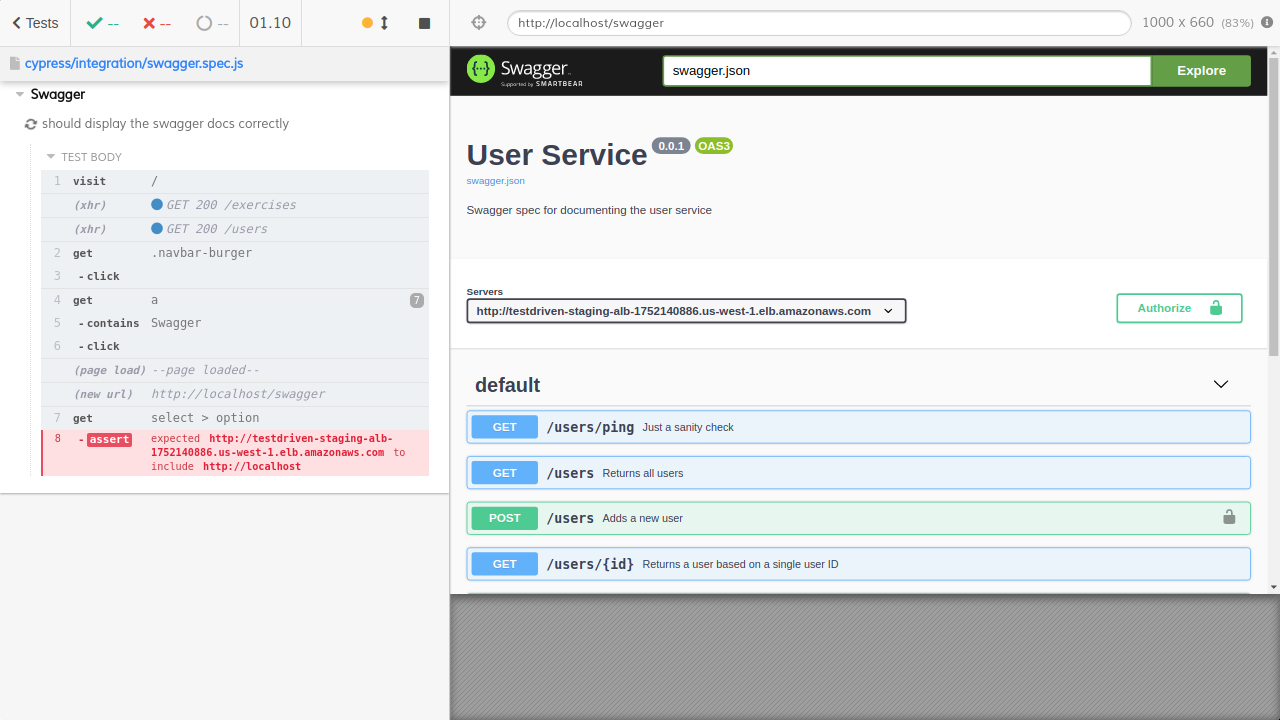 Tests
--
--
--
01.10
http://localhost/swagger
1000 x 660 (83%)
cypress/integration/swagger.spec.js
Swagger
should display the swagger docs correctly
TEST BODY
1 visit /
(xhr) GET 200 /exercises
(xhr) GET 200 /users
2 get .navbar-burger
3 - click
4 get a 7
5 - contains Swagger
6 - click
(page load) --page loaded--
(new url) http://localhost/swagger
7 get select > option
8 - assert expected http://testdriven-staging-alb-
1752140886.us-west-1.elb.amazonaws.com to
include http://localhost
Swagger
Supported by SMARTBEAR
swagger.json
Explore
User Service 0.0.1 OAS3
swagger.json
Swagger spec for documenting the user service
Servers
http://testdriven-staging-alb-1752140886.us-west-1.elb.amazonaws.com
Authorize
default
GET /users/ping Just a sanity check
GET /users Returns all users
POST /users Adds a new user
GET /users/{id} Returns a user based on a single user ID